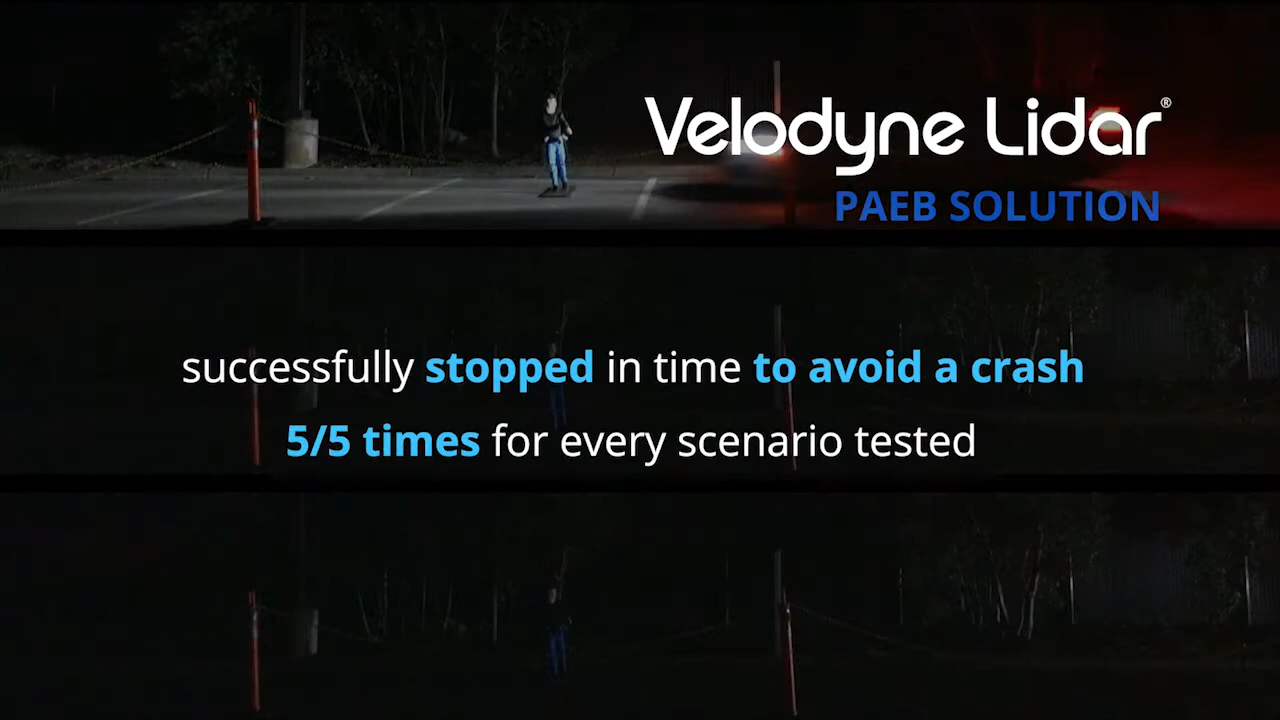 Velodyne Lidar®
PAEB SOLUTION
successfully stopped in time to avoid a crash
5/5 times for every scenario tested